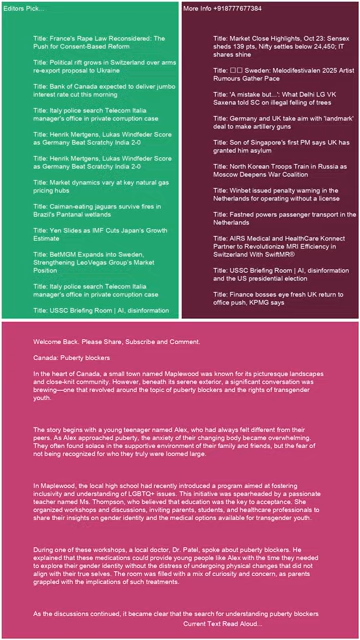 Editors Pick...
Title: France's Rape Law Reconsidered: The
Push for Consent-Based Reform
Title: Political rift grows in Switzerland over arms
re-export proposal to Ukraine
Title: Bank of Canada expected to deliver jumbo
interest rate cut this morning
Title: Italy police search Telecom Italia
manager's office in private corruption case
Title: Henrik Mertgens, Lukas Windfeder Score
as Germany Beat Scratchy India 2-0
Title: Henrik Mertgens, Lukas Windfeder Score
as Germany Beat Scratchy India 2-0
Title: Market dynamics vary at key natural gas
pricing hubs
Title: Caiman-eating jaguars survive fires in
Brazil's Pantanal wetlands
Title: Yen Slides as IMF Cuts Japan's Growth
Estimate
Title: BetMGM Expands into Sweden,
Strengthening LeoVegas Group's Market
Position
Title: Italy police search Telecom Italia
manager's office in private corruption case
Title: USSC Briefing Room | AI, disinformation
More Info +918777677384
Title: Market Close Highlights, Oct 23: Sensex
sheds 139 pts, Nifty settles below 24,450; IT
shares shine
Title: □□ Sweden: Melodifestivalen 2025 Artist
Rumours Gather Pace
Title: 'A mistake but...': What Delhi LG VK
Saxena told SC on illegal felling of trees
Title: Germany and UK take aim with 'landmark'
deal to make artillery guns
Title: Son of Singapore's first PM says UK has
granted him asylum
Title: North Korean Troops Train in Russia as
Moscow Deepens War Coalition
Title: Winbet issued penalty warning in the
Netherlands for operating without a license
Title: Fastned powers passenger transport in the
Netherlands
Title: AIRS Medical and HealthCare Konnect
Partner to Revolutionize MRI Efficiency in
Switzerland With SwiftMR®
Title: USSC Briefing Room | AI, disinformation
and the US presidential election
Title: Finance bosses eye fresh UK return to
office push, KPMG says
Welcome Back. Please Share, Subscribe and Comment.
Canada: Puberty blockers
In the heart of Canada, a small town named Maplewood was known for its picturesque landscapes
and close-knit community. However, beneath its serene exterior, a significant conversation was
brewing—one that revolved around the topic of puberty blockers and the rights of transgender
youth.
The story begins with a young teenager named Alex, who had always felt different from their
peers. As Alex approached puberty, the anxiety of their changing body became overwhelming.
They often found solace in the supportive environment of their family and friends, but the fear of
not being recognized for who they truly were loomed large.
In Maplewood, the local high school had recently introduced a program aimed at fostering
inclusivity and understanding of LGBTQ+ issues. This initiative was spearheaded by a passionate
teacher named Ms. Thompson, who believed that education was the key to acceptance. She
organized workshops and discussions, inviting parents, students, and healthcare professionals to
share their insights on gender identity and the medical options available for transgender youth.
During one of these workshops, a local doctor, Dr. Patel, spoke about puberty blockers. He
explained that these medications could provide young people like Alex with the time they needed
to explore their gender identity without the distress of undergoing physical changes that did not
align with their true selves. The room was filled with a mix of curiosity and concern, as parents
grappled with the implications of such treatments.
As the discussions continued, it became clear that the search for understanding puberty blockers
Current Text Read Aloud...